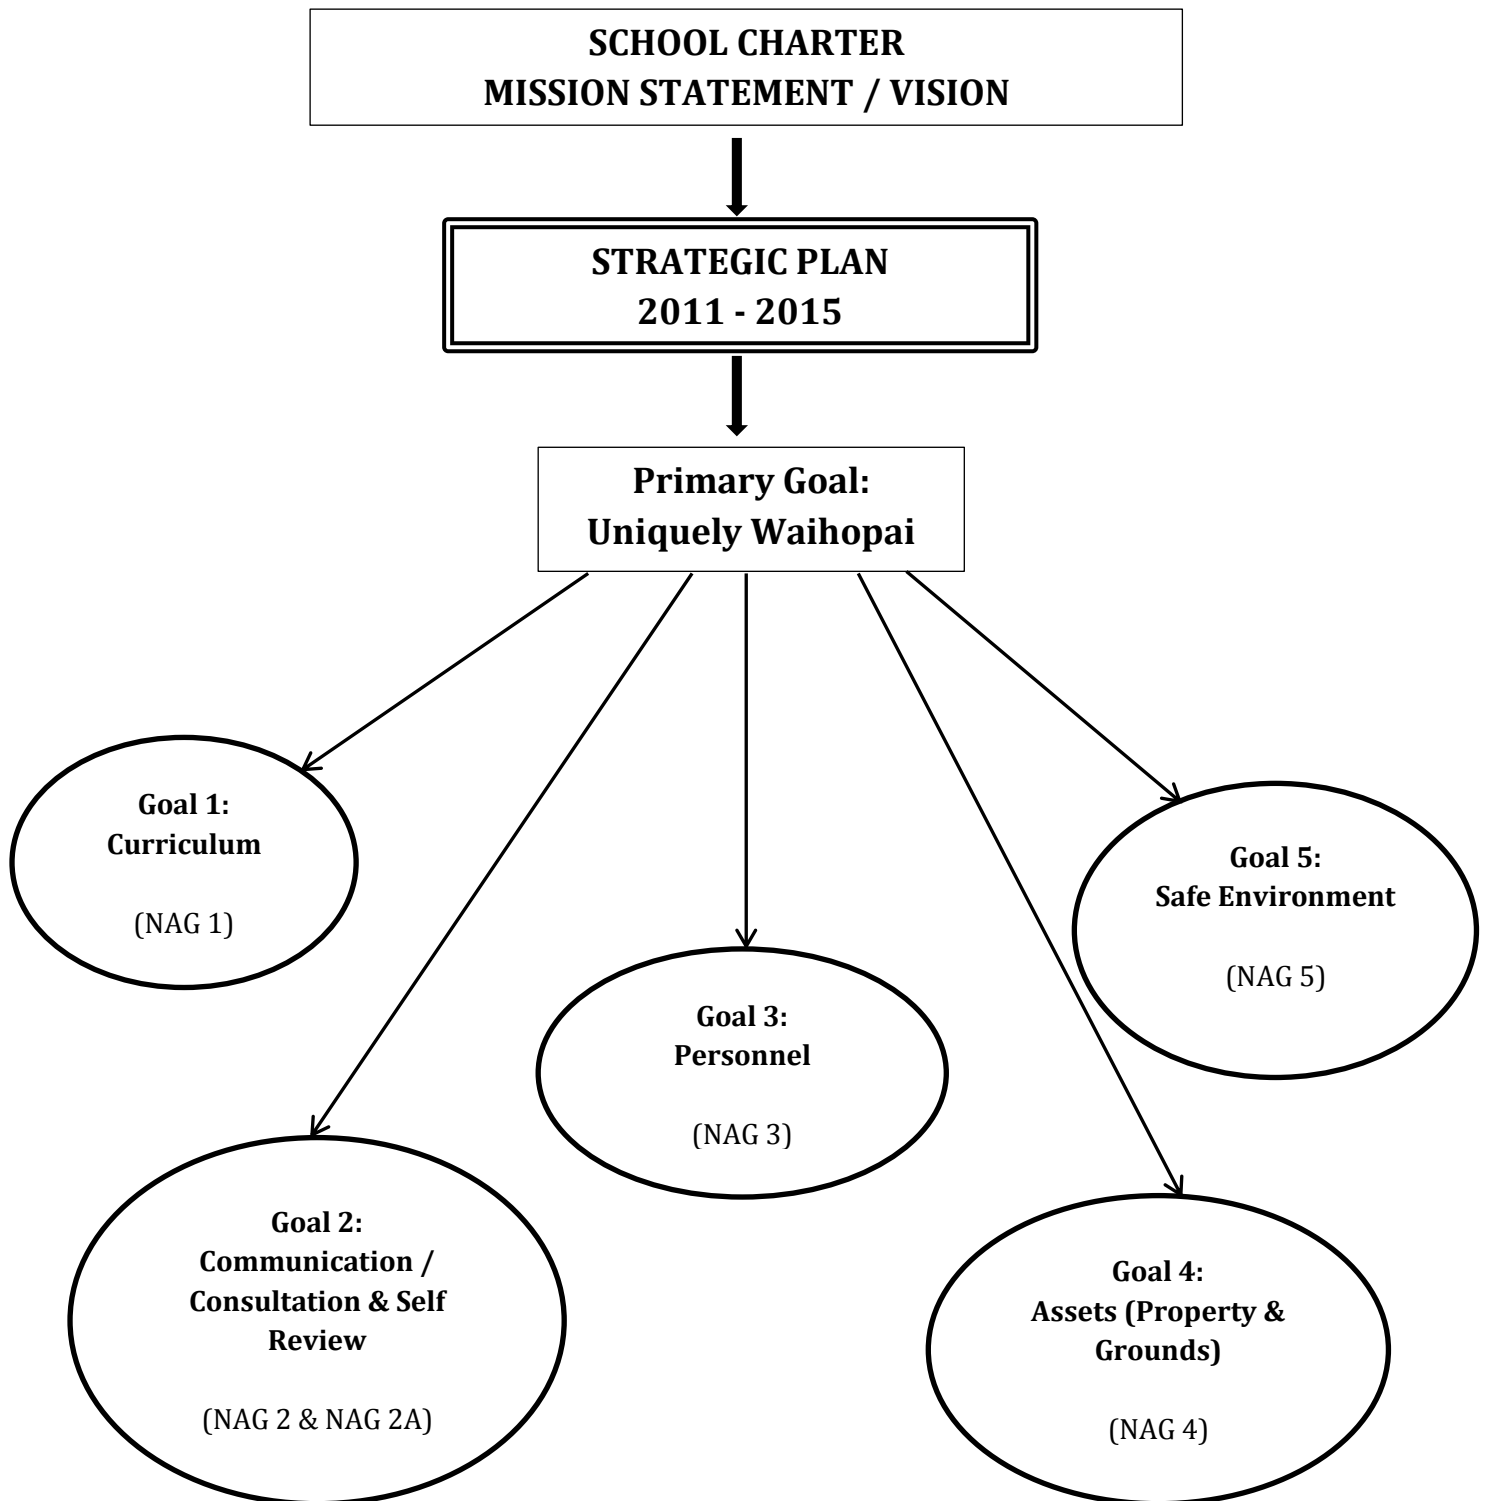 SCHOOL CHARTER
MISSION STATEMENT / VISION
STRATEGIC PLAN
2011 - 2015
Primary Goal:
Uniquely Waihopai
Goal 1:
Curriculum
(NAG 1)
Goal 2:
Communication /
Consultation & Self
Review
(NAG 2 & NAG 2A)
Goal 3:
Personnel
(NAG 3)
Goal 4:
Assets (Property &
Grounds)
(NAG 4)
Goal 5:
Safe Environment
(NAG 5)